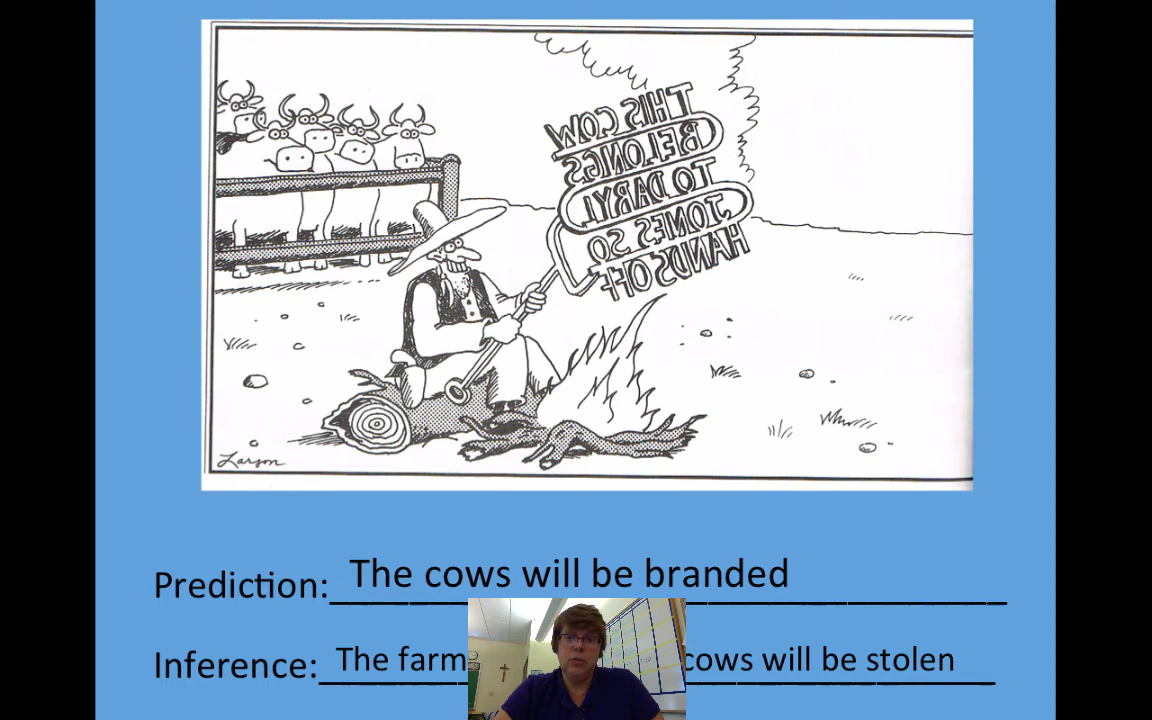 THIS COW
BELONGS
TO DARYL
JONES SO
HANDS OFF
Larson
Prediction: The cows will be branded
Inference: The farm cows will be stolen